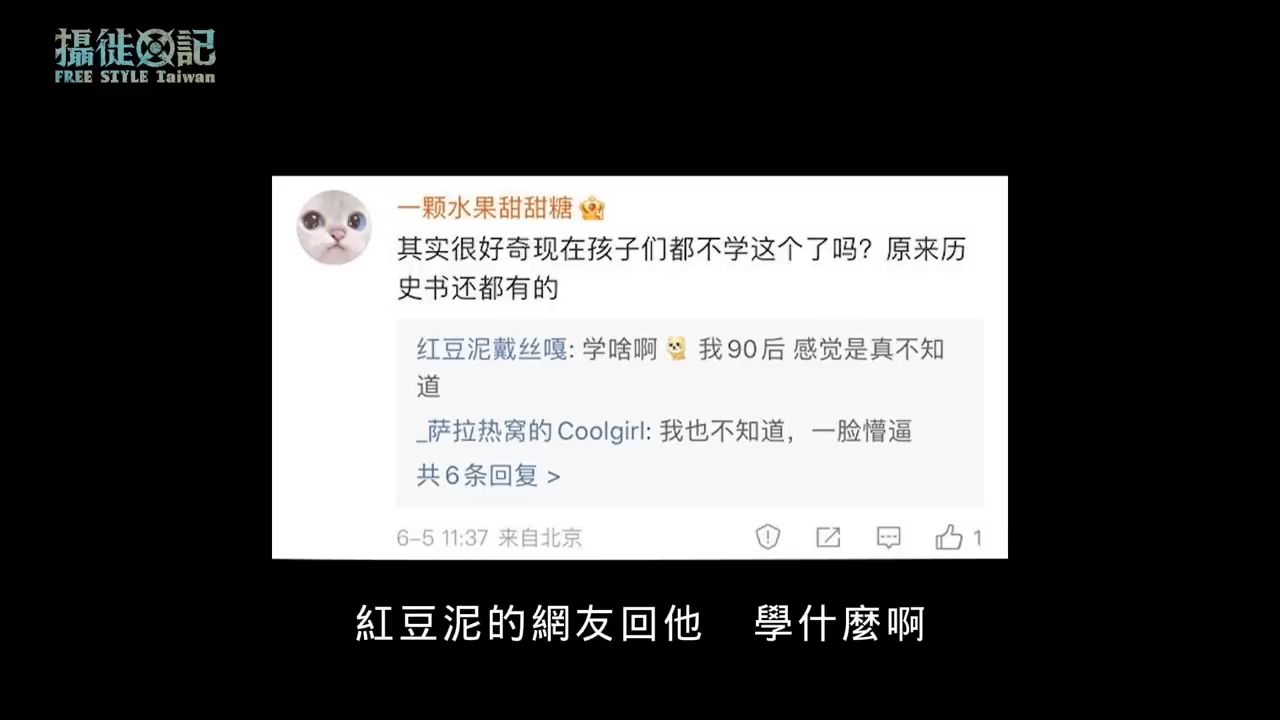 攝徒日記
FREE STYLE Taiwan
一颗水果甜甜糖
其实很好奇现在孩子们都不学这个了吗？原来历
史书还都有的
红豆泥戴丝嘎: 学啥啊 我90后 感觉是真不知
道
_萨拉热窝的Coolgirl: 我也不知道，一脸懵逼
共6条回复 >
6-5 11:37 来自北京
1
紅豆泥的網友回他 學什麼啊